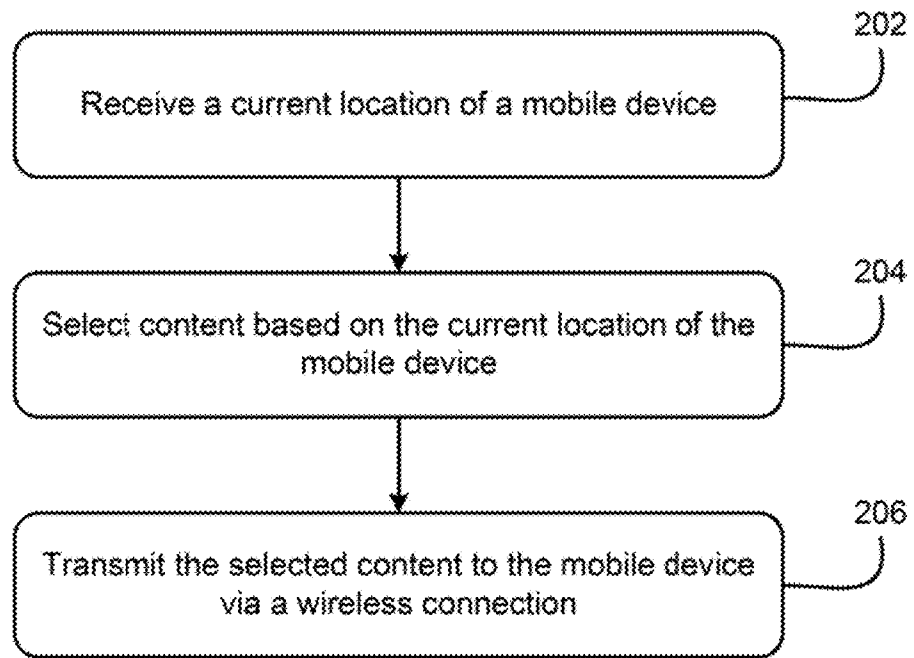 202
Receive a current location of a mobile device
204
Select content based on the current location of the
mobile device
206
Transmit the selected content to the mobile device
via a wireless connection